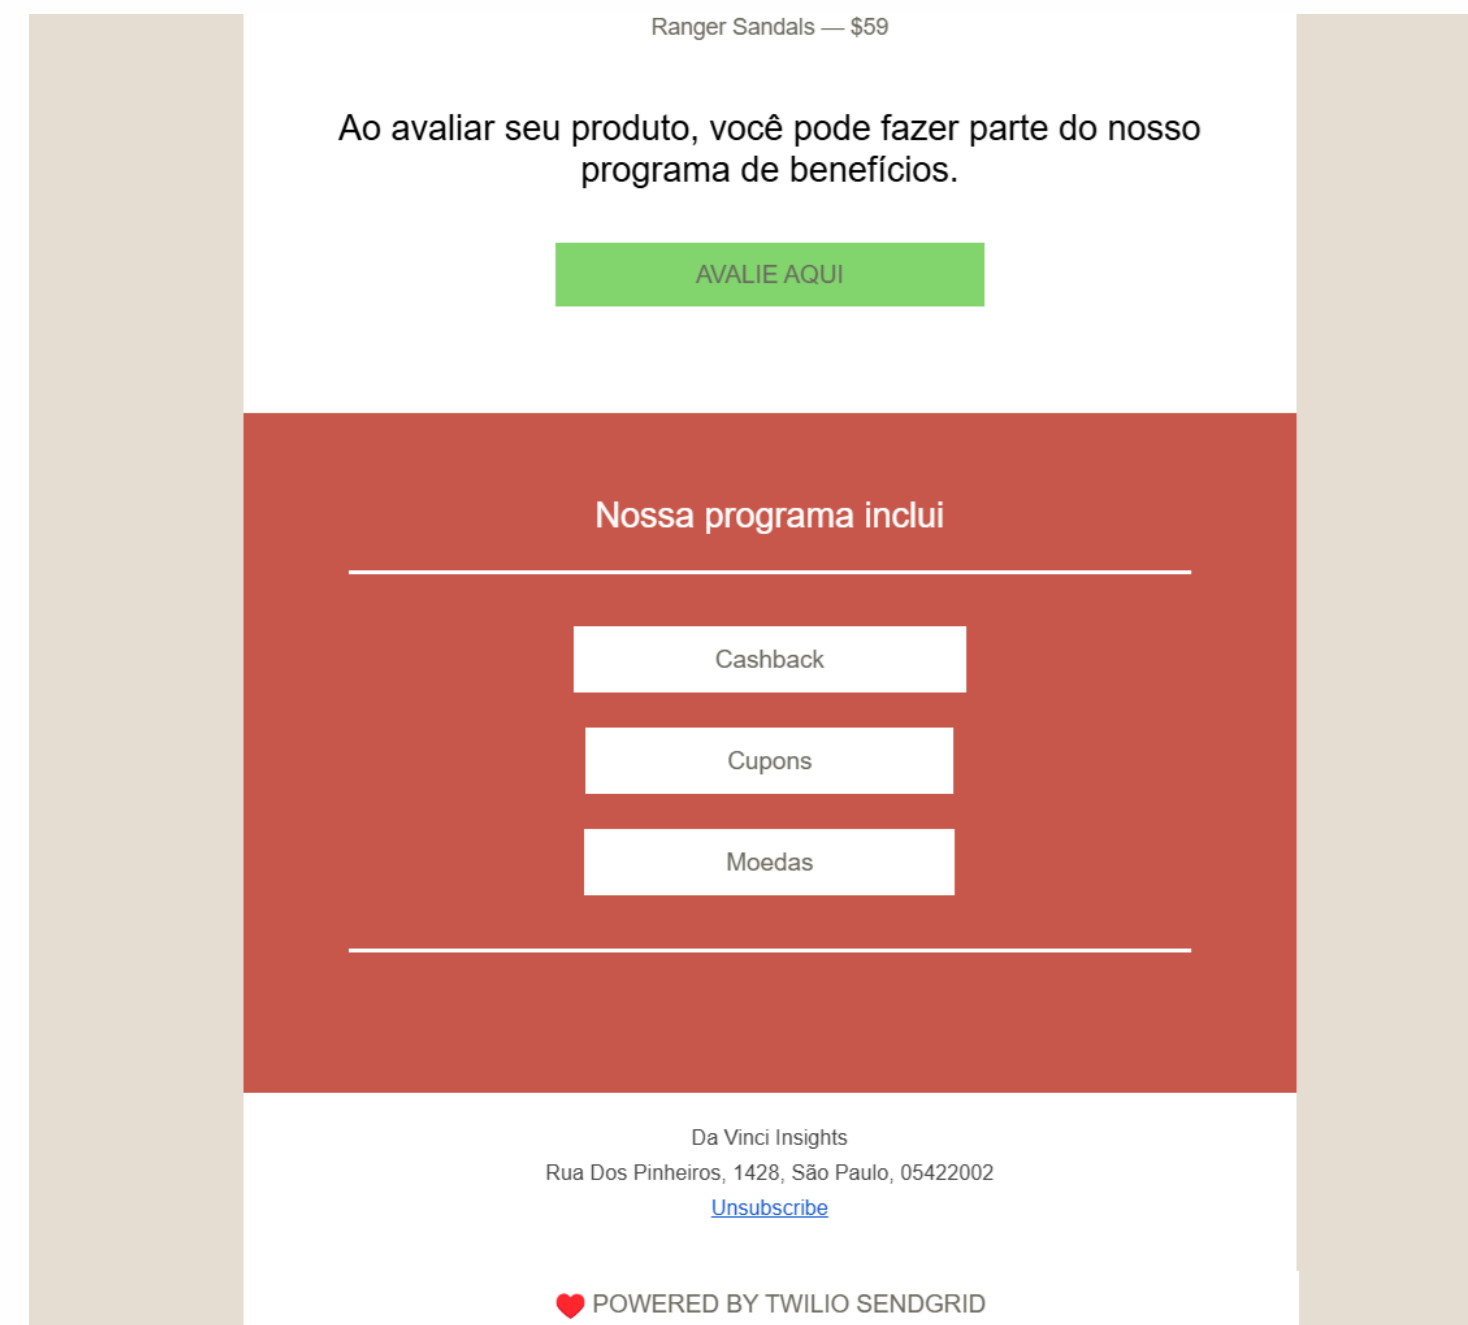 Ranger Sandals — $59
Ao avaliar seu produto, você pode fazer parte do nosso
programa de benefícios.
AVALIE AQUI
Nossa programa inclui
Cashback
Cupons
Moedas
Da Vinci Insights
Rua Dos Pinheiros, 1428, São Paulo, 05422002
Unsubscribe
POWERED BY TWILIO SENDGRID